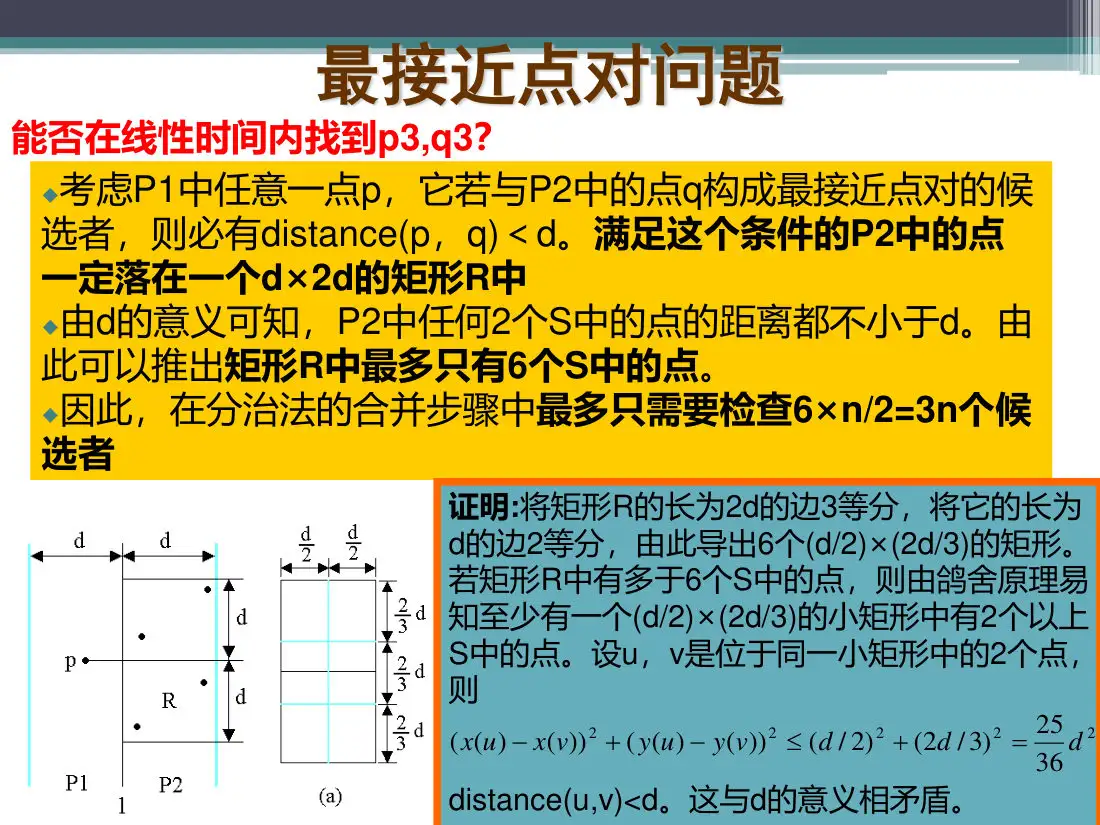 最接近点对问题
能否在线性时间内找到p3,q3?
◆考虑P1中任意一点p，它若与P2中的点q构成最接近点对的候
选者，则必有distance(p，q)＜d。满足这个条件的P2中的点
一定落在一个d×2d的矩形R中
◆由d的意义可知，P2中任何2个S中的点的距离都不小于d。由
此可以推出矩形R中最多只有6个S中的点。
◆因此，在分治法的合并步骤中最多只需要检查6×n/2=3n个候
选者
证明:将矩形R的长为2d的边3等分，将它的长为
d的边2等分，由此导出6个(d/2)×(2d/3)的矩形。
若矩形R中有多于6个S中的点，则由鸽舍原理易
知至少有一个(d/2)×(2d/3)的小矩形中有2个以上
S中的点。设u，v是位于同一小矩形中的2个点，
则
(x(u)−x(v))²+(y(u)−y(v))²≤(d/2)²+(2d/3)²=25/36 d²
distance(u,v)<d。这与d的意义相矛盾。
d d
d
p
R d
P1 P2
1
d/2 d/2
2/3 d
2/3 d
2/3 d
(a)